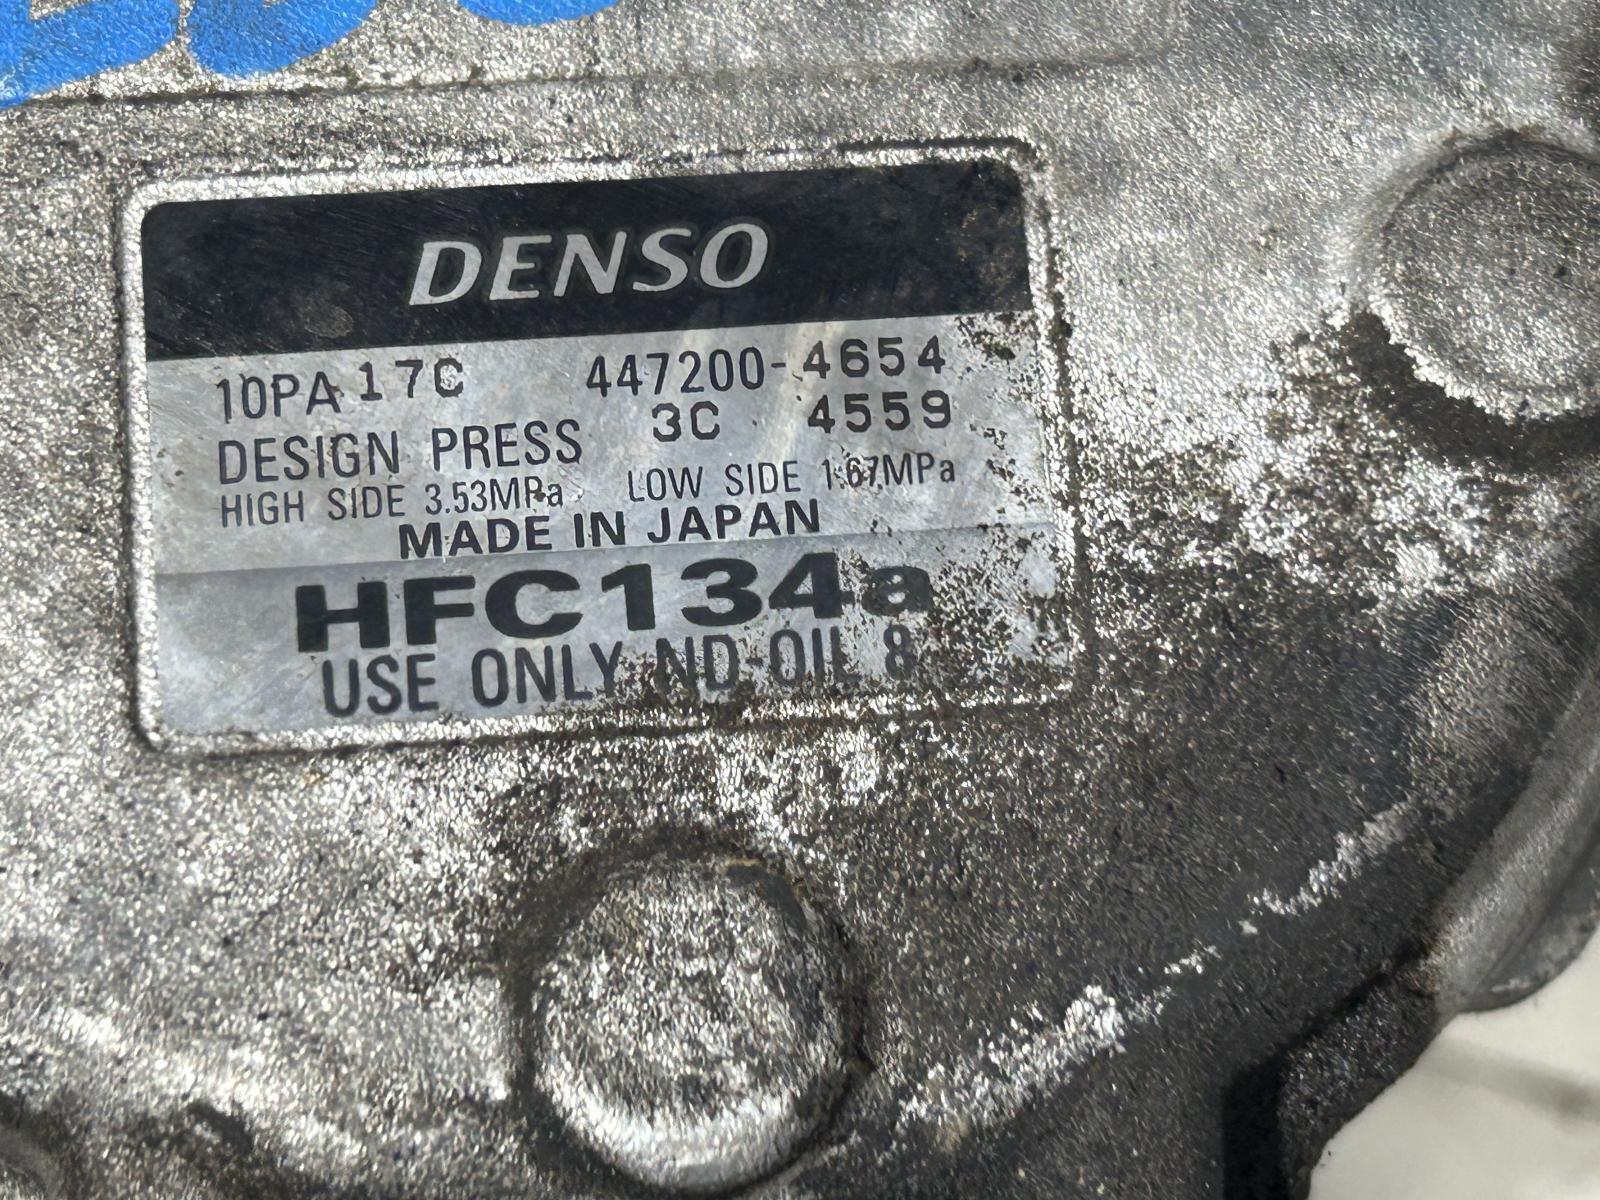 DENSO
10PA17C 447200-4654
DESIGN PRESS 3C 4559
HIGH SIDE 3.53MPa LOW SIDE 1.67MPa
MADE IN JAPAN
HFC134a
USE ONLY ND-OIL 8